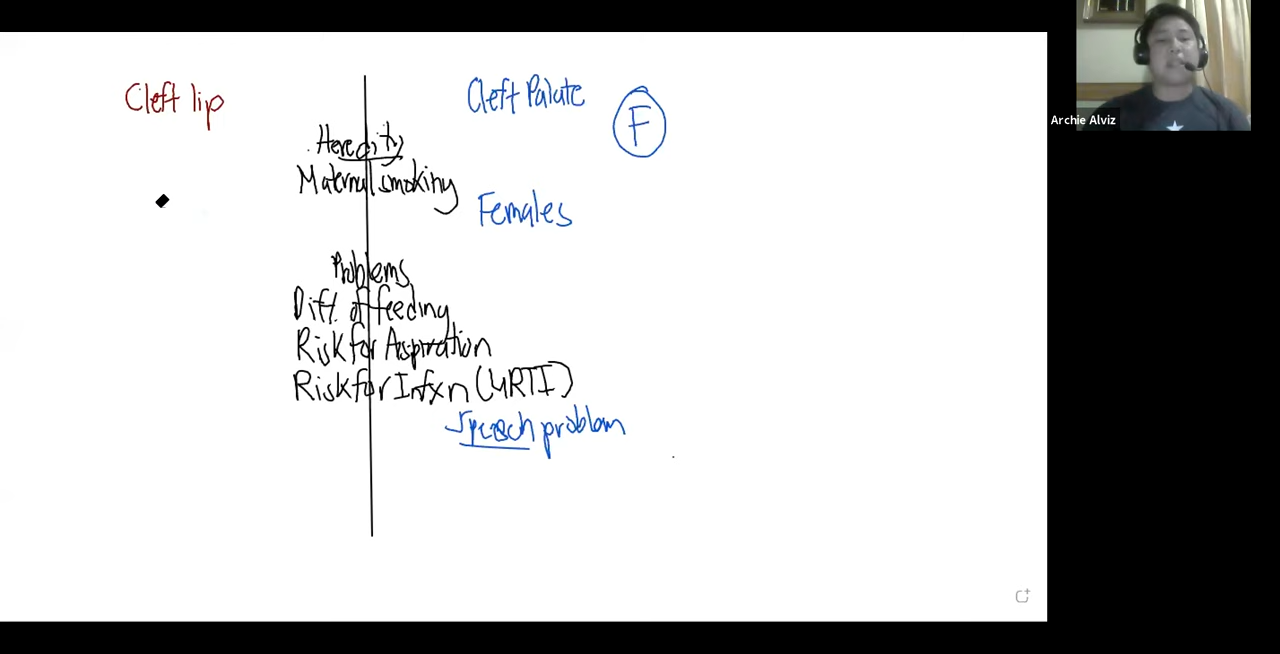 Cleft lip
Cleft Palate
F
Heredity
Maternal smoking
Females
Problems
Diff. of feeding
Risk for Aspiration
Risk for Infxn (URTI)
Speech problem
Archie Alviz